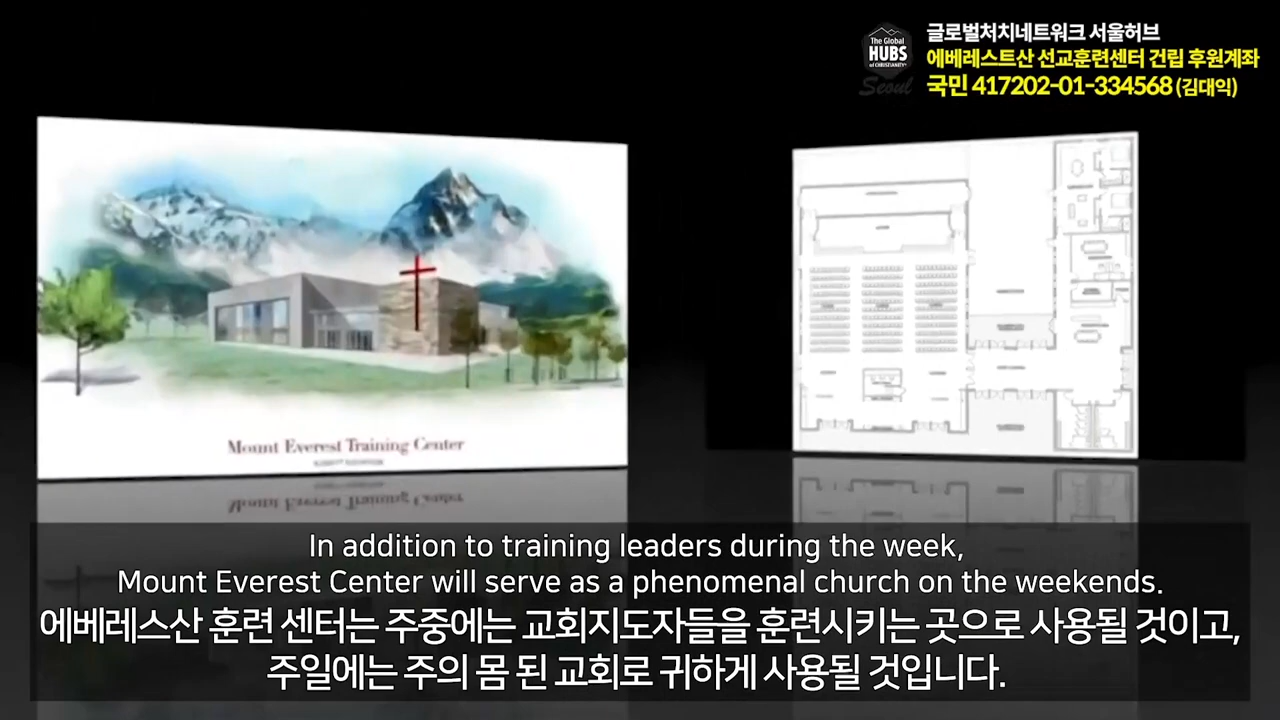 The Global
HUBS
of CHRISTIANITY
Seoul
글로벌처치네트워크 서울허브
에베레스트산 선교훈련센터 건립 후원계좌
국민 417202-01-334568 (김대익)
Mount Everest Training Center
In addition to training leaders during the week,
Mount Everest Center will serve as a phenomenal church on the weekends.
에베레스산 훈련 센터는 주중에는 교회지도자들을 훈련시키는 곳으로 사용될 것이고,
주일에는 주의 몸 된 교회로 귀하게 사용될 것입니다.